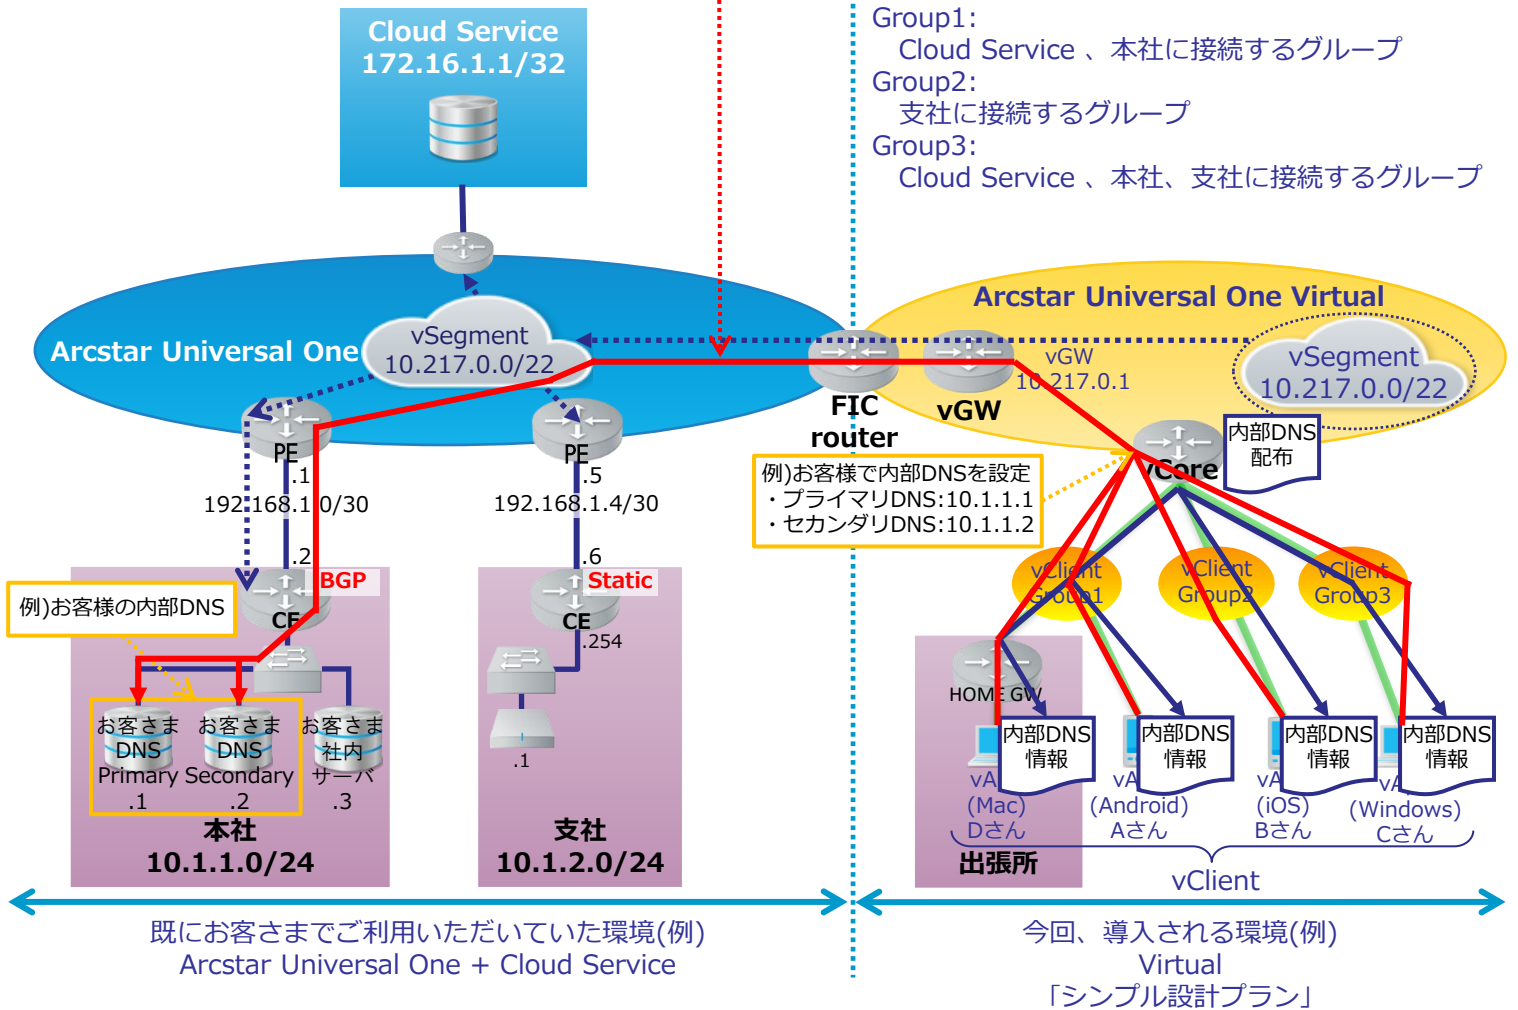 Cloud Service
172.16.1.1/32
Group1:
Cloud Service 、本社に接続するグループ
Group2:
支社に接続するグループ
Group3:
Cloud Service 、本社、支社に接続するグループ
Arcstar Universal One
vSegment
10.217.0.0/22
Arcstar Universal One Virtual
vSegment
10.217.0.0/22
vGW
10.217.0.1
FIC
router
vGW
PE
.1
192.168.1.0/30
.2
PE
.5
192.168.1.4/30
.6
例)お客様で内部DNSを設定
・プライマリDNS:10.1.1.1
・セカンダリDNS:10.1.1.2
vCore
内部DNS
配布
BGP
CE
例)お客様の内部DNS
Static
CE
.254
vClient
Group1
vClient
Group2
vClient
Group3
お客さま
DNS
Primary
.1
お客さま
DNS
Secondary
.2
お客さま
社内
サーバ
.3
本社
10.1.1.0/24
.1
支社
10.1.2.0/24
HOME GW
内部DNS
情報
内部DNS
情報
内部DNS
情報
内部DNS
情報
vA
(Mac)
Dさん
vA
(Android)
Aさん
vA
(iOS)
Bさん
vA
(Windows)
Cさん
出張所
vClient
既にお客さまでご利用いただいていた環境(例)
Arcstar Universal One + Cloud Service
今回、導入される環境(例)
Virtual
「シンプル設計プラン」